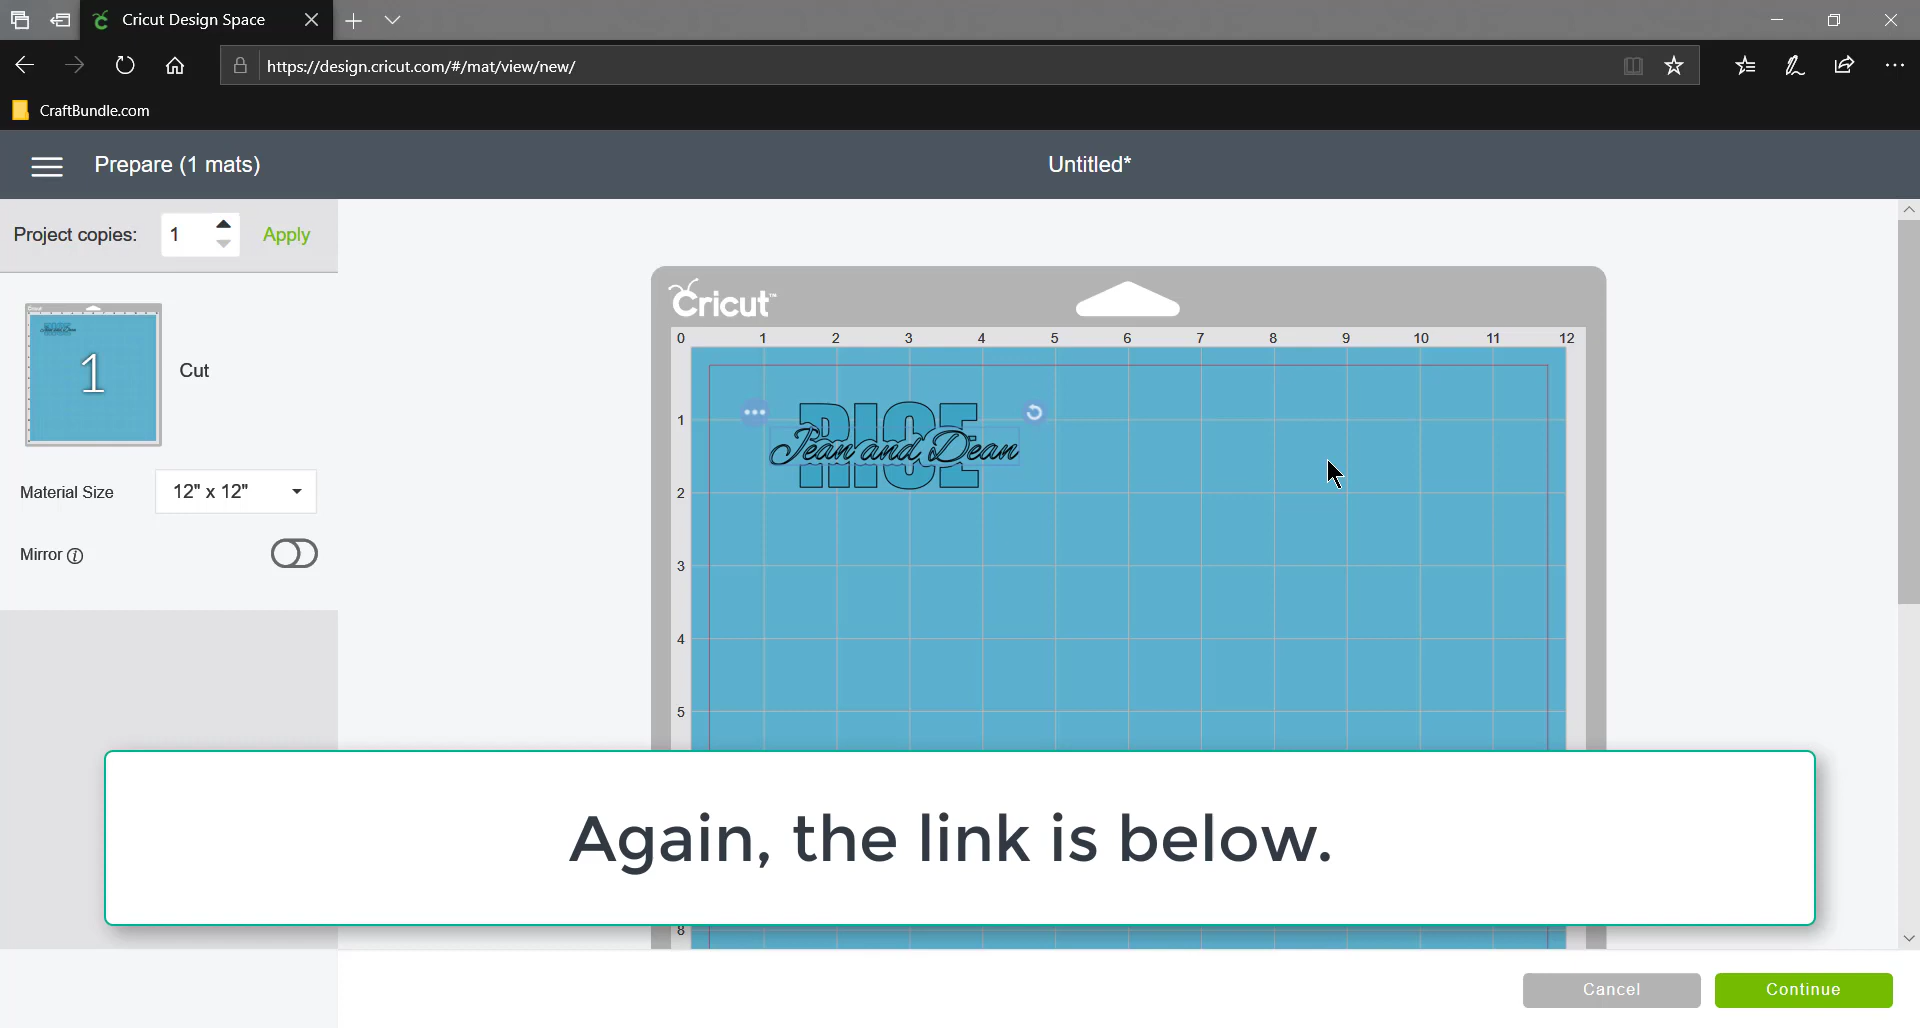 Cricut Design Space
https://design.cricut.com/#/mat/view/new/
CraftBundle.com
Prepare (1 mats)
Untitled*
Project copies: 1 Apply
1
Cut
Material Size 12" x 12"
Mirror
Cricut™
0 1 2 3 4 5 6 7 8 9 10 11 12
1
RICE
Jean and Dean
2
3
4
5
Again, the link is below.
8
Cancel Continue